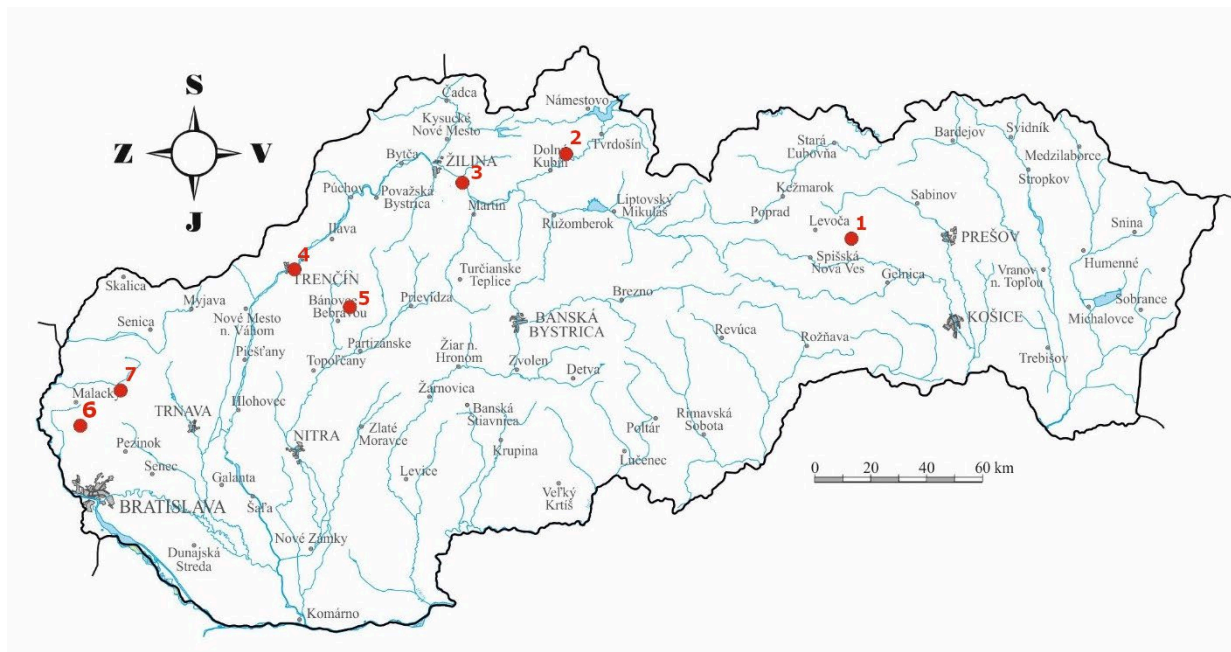 S
Z
V
J
Čadca
Kysucké
Nové Mesto
Námestovo
Tvrdošín
2
Dolný
Kubín
Bytča
ŽILINA
3
Púchov
Považská
Bystrica
Martin
Ružomberok
Liptovský
Mikuláš
Stará
Ľubovňa
Kežmarok
Poprad
Levoča
1
Spišská
Nová Ves
Gelnica
Sabinov
PREŠOV
Bardejov
Svidník
Stropkov
Medzilaborce
Snina
Humenné
Vranov
n. Topľou
Sobrance
Michalovce
KOŠICE
Trebišov
Ilava
4
TRENČÍN
Turčianske
Teplice
5
Bánovce
Bebravou
Prievidza
Skalica
Myjava
Senica
Nové Mesto
n. Váhom
Piešťany
Partizánske
Topoľčany
BANSKÁ
BYSTRICA
Brezno
Revúca
Rožňava
Žiar n.
Hronom
Zvolen
Detva
Žarnovica
Banská
Štiavnica
Krupina
7
Malacky
6
TRNAVA
Hlohovec
NITRA
Zlaté
Moravce
Levice
Poltár
Rimavská
Sobota
Lučenec
Veľký
Krtíš
Pezinok
Senec
Galanta
BRATISLAVA
Šaľa
Nové Zámky
Dunajská
Streda
Komárno
0 20 40 60 km